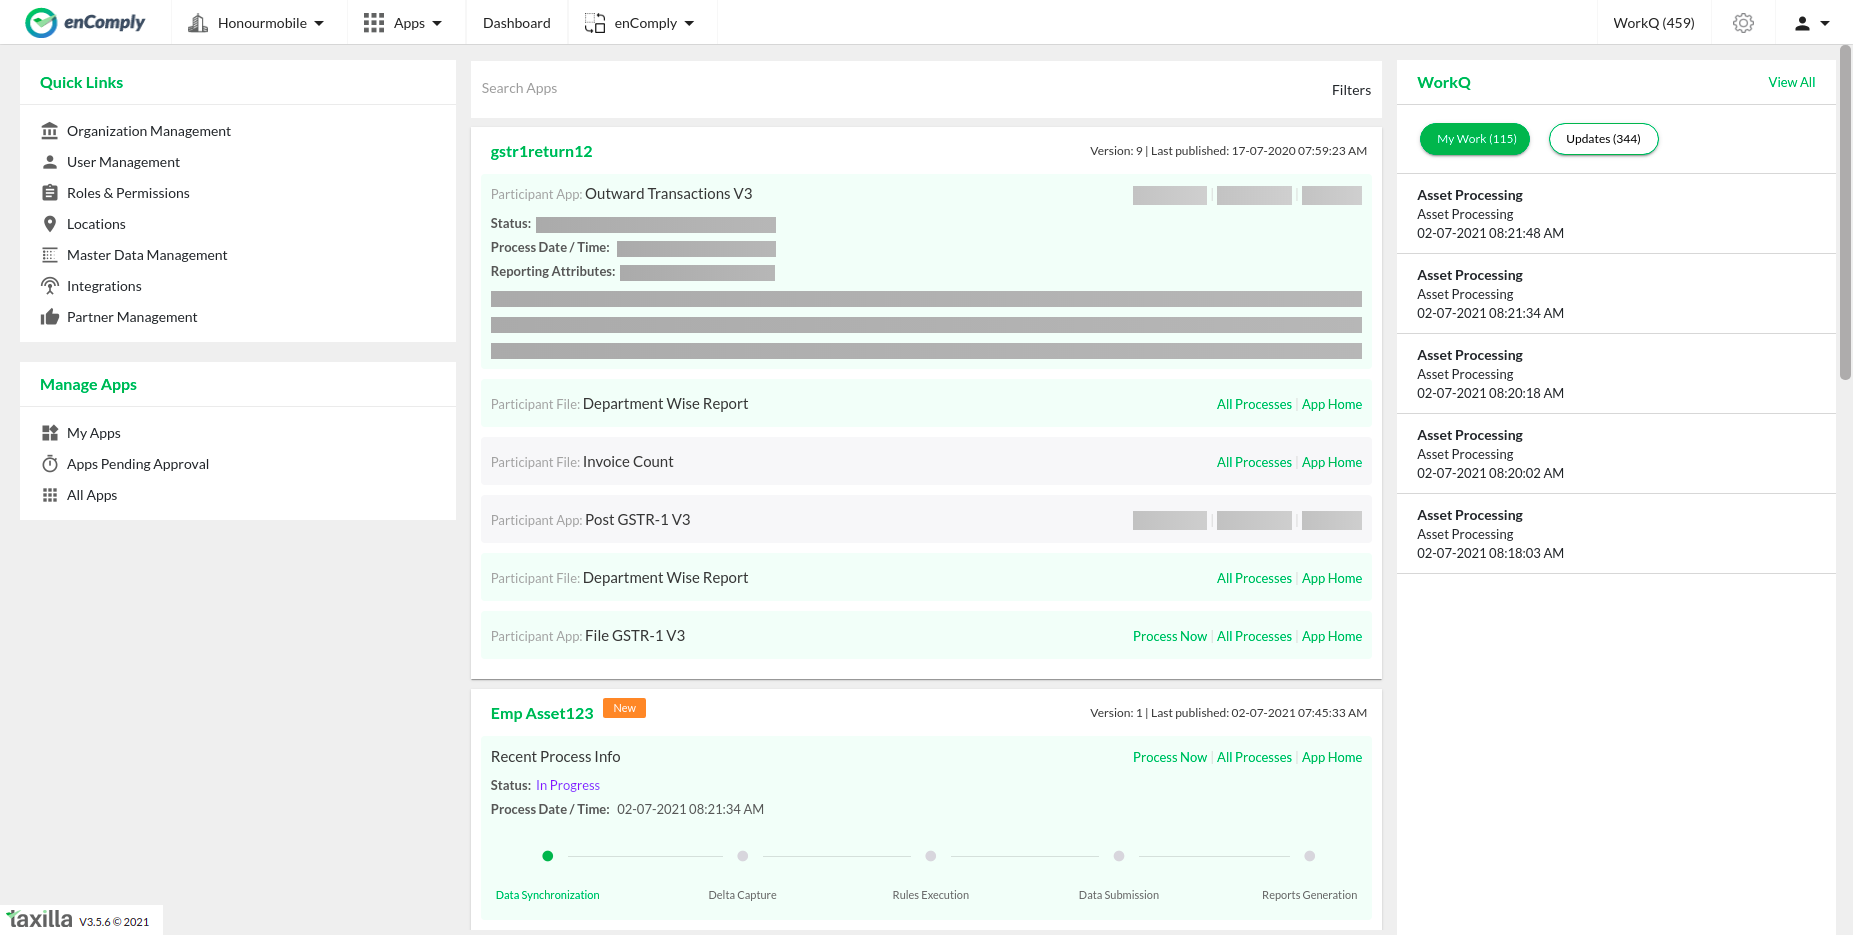 enComply
Honourmobile
Apps
Dashboard
enComply
WorkQ (459)
Quick Links
Organization Management
User Management
Roles & Permissions
Locations
Master Data Management
Integrations
Partner Management
Manage Apps
My Apps
Apps Pending Approval
All Apps
taxilla V3.5.6 © 2021
Search Apps
Filters
gstr1return12
Version: 9 | Last published: 17-07-2020 07:59:23 AM
Participant App: Outward Transactions V3
Status:
Process Date / Time:
Reporting Attributes:
Participant File: Department Wise Report
All Processes | App Home
Participant File: Invoice Count
All Processes | App Home
Participant App: Post GSTR-1 V3
Participant File: Department Wise Report
All Processes | App Home
Participant App: File GSTR-1 V3
Process Now | All Processes | App Home
Emp Asset123 New
Version: 1 | Last published: 02-07-2021 07:45:33 AM
Recent Process Info
Process Now | All Processes | App Home
Status: In Progress
Process Date / Time: 02-07-2021 08:21:34 AM
Data Synchronization
Delta Capture
Rules Execution
Data Submission
Reports Generation
WorkQ
View All
My Work (115)
Updates (344)
Asset Processing
Asset Processing
02-07-2021 08:21:48 AM
Asset Processing
Asset Processing
02-07-2021 08:21:34 AM
Asset Processing
Asset Processing
02-07-2021 08:20:18 AM
Asset Processing
Asset Processing
02-07-2021 08:20:02 AM
Asset Processing
Asset Processing
02-07-2021 08:18:03 AM